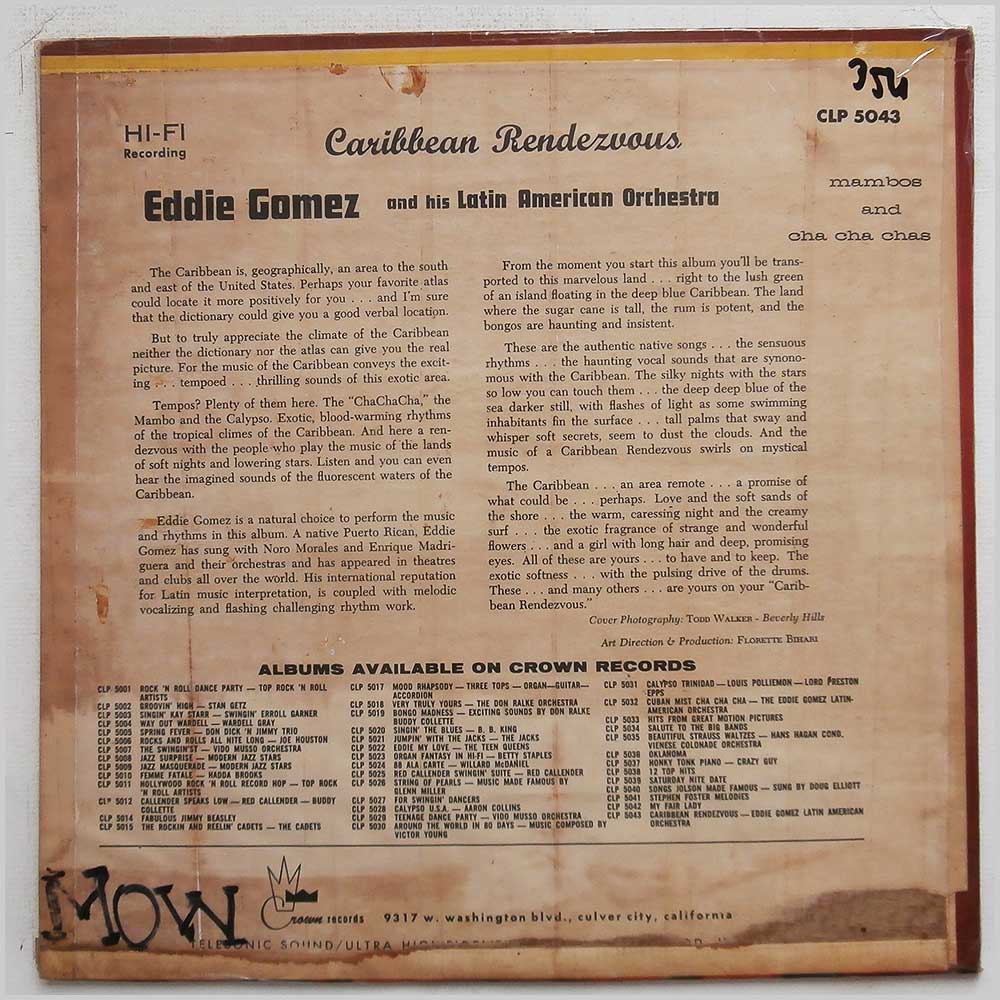 354
CLP 5043
HI-FI
Recording
Caribbean Rendezvous
Eddie Gomez and his Latin American Orchestra
mambos
and
cha cha chas
The Caribbean is, geographically, an area to the south
and east of the United States. Perhaps your favorite atlas
could locate it more positively for you . . . and I'm sure
that the dictionary could give you a good verbal location.
But to truly appreciate the climate of the Caribbean
neither the dictionary nor the atlas can give you the real
picture. For the music of the Caribbean conveys the excit-
ing . . . tempoed . . . thrilling sounds of this exotic area.
Tempos? Plenty of them here. The "ChaChaCha," the
Mambo and the Calypso. Exotic, blood-warming rhythms
of the tropical climes of the Caribbean. And here a ren-
dezvous with the people who play the music of the lands
of soft nights and lowering stars. Listen and you can even
hear the imagined sounds of the fluorescent waters of the
Caribbean.
Eddie Gomez is a natural choice to perform the music
and rhythms in this album. A native Puerto Rican, Eddie
Gomez has sung with Noro Morales and Enrique Madri-
guera and their orchestras and has appeared in theatres
and clubs all over the world. His international reputation
for Latin music interpretation, is coupled with melodic
vocalizing and flashing challenging rhythm work.
From the moment you start this album you'll be trans-
ported to this marvelous land . . . right to the lush green
of an island floating in the deep blue Caribbean. The land
where the sugar cane is tall, the rum is potent, and the
bongos are haunting and insistent.
These are the authentic native songs . . . the sensuous
rhythms . . . the haunting vocal sounds that are synono-
mous with the Caribbean. The silky nights with the stars
so low you can touch them . . . the deep deep blue of the
sea darker still, with flashes of light as some swimming
inhabitants fin the surface . . . tall palms that sway and
whisper soft secrets, seem to dust the clouds. And the
music of a Caribbean Rendezvous swirls on mystical
tempos.
The Caribbean . . . an area remote . . . a promise of
what could be . . . perhaps. Love and the soft sands of
the shore . . . the warm, caressing night and the creamy
surf . . . the exotic fragrance of strange and wonderful
flowers . . . and a girl with long hair and deep, promising
eyes. All of these are yours . . . to have and to keep. The
exotic softness . . . with the pulsing drive of the drums.
These . . . and many others . . . are yours on your "Carib-
bean Rendezvous."
Cover Photography: TODD WALKER - Beverly Hills
Art Direction & Production: FLORETTE BIHARI
ALBUMS AVAILABLE ON CROWN RECORDS
CLP 5001 ROCK 'N ROLL DANCE PARTY — TOP ROCK 'N ROLL
ARTISTS
CLP 5002 GROOVIN' HIGH — STAN GETZ
CLP 5003 SINGIN' KAY STARR — SWINGIN' ERROLL GARNER
CLP 5004 WAY OUT WARDELL — WARDELL GRAY
CLP 5005 SPRING FEVER — DON DICK 'N JIMMY TRIO
CLP 5006 ROCKS AND ROLLS ALL NITE LONG — JOE HOUSTON
CLP 5007 THE SWINGIN'ST — VIDO MUSSO ORCHESTRA
CLP 5008 JAZZ SURPRISE — MODERN JAZZ STARS
CLP 5009 JAZZ MASQUERADE — MODERN JAZZ STARS
CLP 5010 FEMME FATALE — HADDA BROOKS
CLP 5011 HOLLYWOOD ROCK 'N ROLL RECORD HOP — TOP ROCK
'N ROLL ARTISTS
CLP 5012 CALLENDER SPEAKS LOW — RED CALLENDER — BUDDY
COLLETTE
CLP 5014 FABULOUS JIMMY BEASLEY
CLP 5015 THE ROCKIN AND REELIN' CADETS — THE CADETS
CLP 5017 MOOD RHAPSODY — THREE TOPS — ORGAN—GUITAR—
ACCORDION
CLP 5018 VERY TRULY YOURS — THE DON RALKE ORCHESTRA
CLP 5019 BONGO MADNESS — EXCITING SOUNDS BY DON RALKE
BUDDY COLLETTE
CLP 5020 SINGIN' THE BLUES — B. B. KING
CLP 5021 JUMPIN' WITH THE JACKS — THE JACKS
CLP 5022 EDDIE MY LOVE — THE TEEN QUEENS
CLP 5023 ORGAN FANTASY IN HI-FI — BETTY STAPLES
CLP 5024 88 ALA CARTE — WILLARD McDANIEL
CLP 5025 RED CALLENDER SWINGIN' SUITE — RED CALLENDER
CLP 5026 STRING OF PEARLS — MUSIC MADE FAMOUS BY
GLENN MILLER
CLP 5027 FOR SWINGIN' DANCERS
CLP 5028 CALYPSO U.S.A. — AARON COLLINS
CLP 5029 TEENAGE DANCE PARTY — VIDO MUSSO ORCHESTRA
CLP 5030 AROUND THE WORLD IN 80 DAYS — MUSIC COMPOSED BY
VICTOR YOUNG
CLP 5031 CALYPSO TRINIDAD — LOUIS POLLIEMON — LORD PRESTON
EPPS
CLP 5032 CUBAN MIST CHA CHA CHA — THE EDDIE GOMEZ LATIN-
AMERICAN ORCHESTRA
CLP 5033 HITS FROM GREAT MOTION PICTURES
CLP 5034 SALUTE TO THE BIG BANDS
CLP 5035 BEAUTIFUL STRAUSS WALTZES — HANS HAGAN COND.
VIENESE COLONADE ORCHESTRA
CLP 5036 OKLAHOMA
CLP 5037 HONKY TONK PIANO — CRAZY GUY
CLP 5038 12 TOP HITS
CLP 5039 SATURDAY NITE DATE
CLP 5040 SONGS JOLSON MADE FAMOUS — SUNG BY DOUG ELLIOTT
CLP 5041 STEPHEN FOSTER MELODIES
CLP 5042 MY FAIR LADY
CLP 5043 CARIBBEAN RENDEZVOUS — EDDIE GOMEZ LATIN AMERICAN
ORCHESTRA
MOW
Crown records 9317 w. washington blvd., culver city, california
TELESONIC SOUND/ULTRA